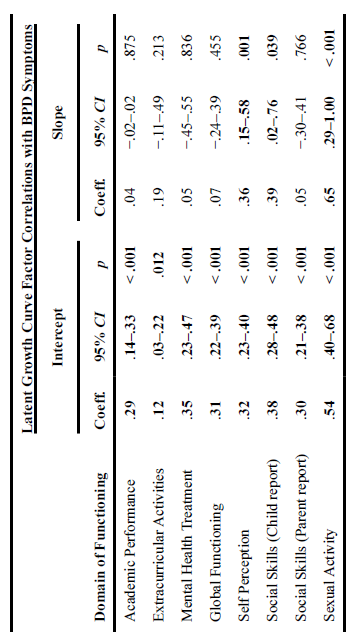 Latent Growth Curve Factor Correlations with BPD Symptoms
Intercept Slope
Domain of Functioning Coeff. 95% CI p Coeff. 95% CI p
Academic Performance .29 .14–.33 <.001 .04 –.02–.02 .875
Extracurricular Activities .12 .03–.22 .012 .19 –.11–.49 .213
Mental Health Treatment .35 .23–.47 <.001 .05 –.45–.55 .836
Global Functioning .31 .22–.39 <.001 .07 –.24–.39 .455
Self Perception .32 .23–.40 <.001 .36 .15–.58 .001
Social Skills (Child report) .38 .28–.48 <.001 .39 .02–.76 .039
Social Skills (Parent report) .30 .21–.38 <.001 .05 –.30–.41 .766
Sexual Activity .54 .40–.68 <.001 .65 .29–1.00 <.001